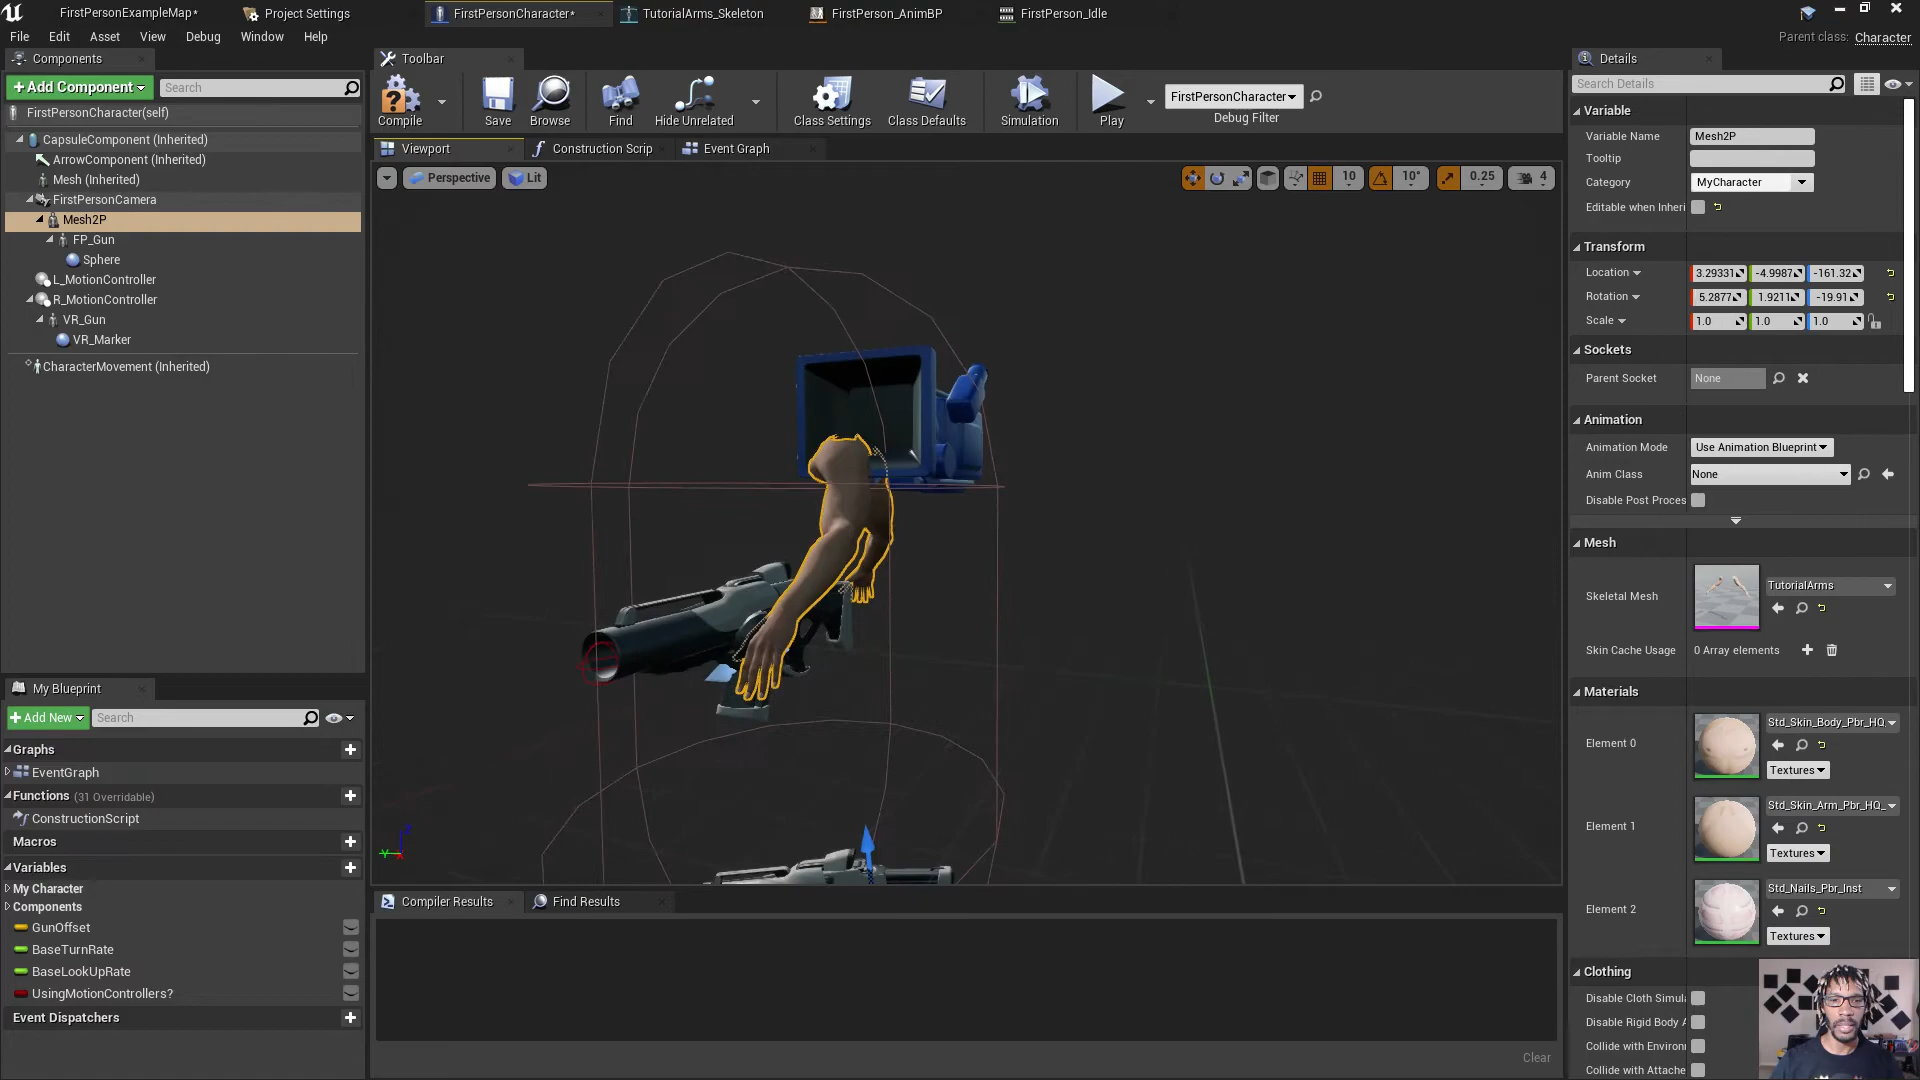 FirstPersonExampleMap*
Project Settings
FirstPersonCharacter*
TutorialArms_Skeleton
FirstPerson_AnimBP
FirstPerson_Idle
File Edit Asset View Debug Window Help
Parent class: Character
Components
Toolbar
Details
+Add Component
Search
Search Details
FirstPersonCharacter(self)
Compile
Save
Browse
Find
Hide Unrelated
Class Settings
Class Defaults
Simulation
Play
FirstPersonCharacter
Debug Filter
CapsuleComponent (Inherited)
ArrowComponent (Inherited)
Mesh (Inherited)
FirstPersonCamera
Mesh2P
FP_Gun
Sphere
L_MotionController
R_MotionController
VR_Gun
VR_Marker
CharacterMovement (Inherited)
Viewport
Construction Scrip
Event Graph
Perspective
Lit
10
10°
0.25
4
Variable
Variable Name
Mesh2P
Tooltip
Category
MyCharacter
Editable when Inheri
Transform
Location
3.29331
-4.9987
-161.32
Rotation
5.2877
1.9211
-19.91
Scale
1.0
1.0
1.0
Sockets
Parent Socket
None
Animation
Animation Mode
Use Animation Blueprint
Anim Class
None
Disable Post Proces
Mesh
Skeletal Mesh
TutorialArms
Skin Cache Usage
0 Array elements
Materials
Element 0
Std_Skin_Body_Pbr_HQ
Textures
Element 1
Std_Skin_Arm_Pbr_HQ_
Textures
Element 2
Std_Nails_Pbr_Inst
Textures
Clothing
Disable Cloth Simula
Disable Rigid Body A
Collide with Environ
Collide with Attache
My Blueprint
+Add New
Search
Graphs
EventGraph
Functions (31 Overridable)
ConstructionScript
Macros
Variables
My Character
Components
GunOffset
BaseTurnRate
BaseLookUpRate
UsingMotionControllers?
Event Dispatchers
Compiler Results
Find Results
Clear